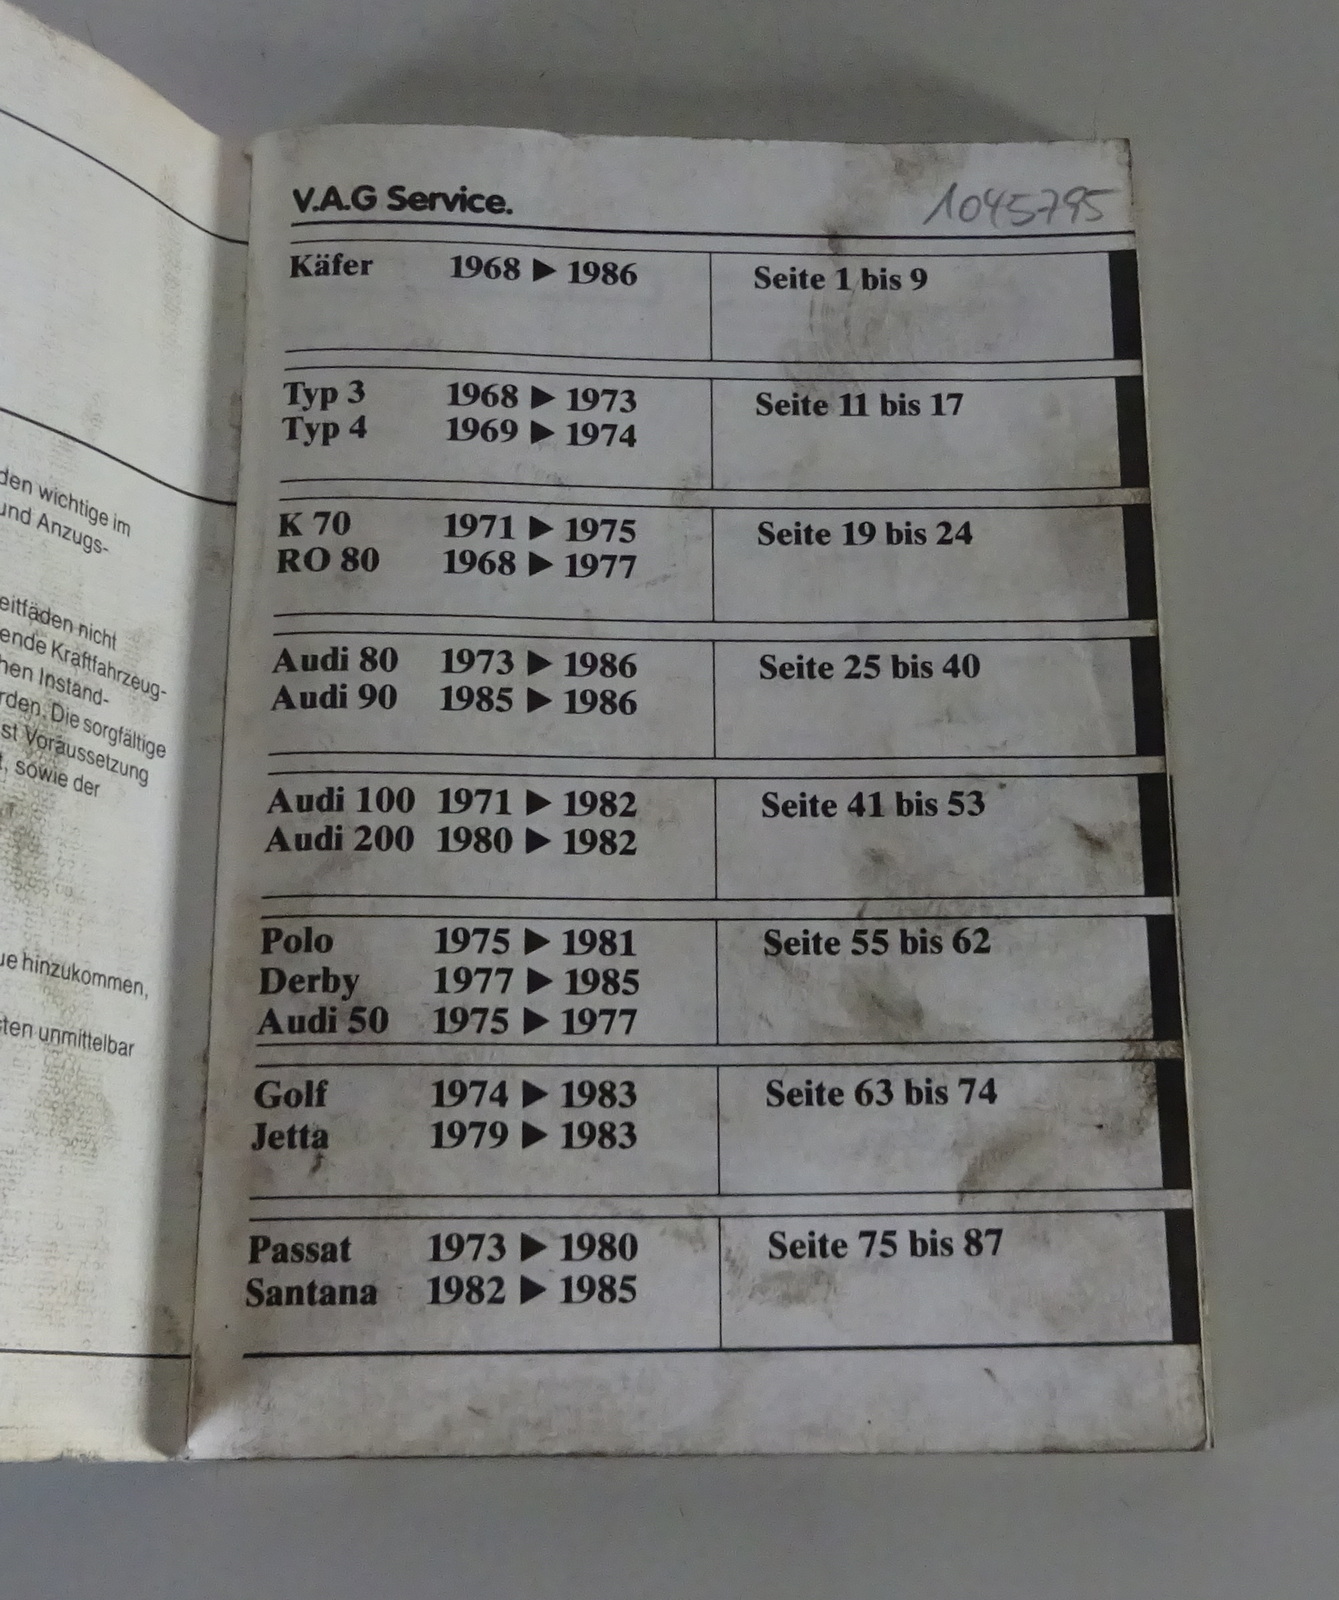 den wichtige im
und Anzugs-
eitfäden nicht
ende Kraftfahrzeug-
hen Instand-
rden. Die sorgfältige
st Voraussetzung
t, sowie der
ue hinzukommen,
ten unmittelbar
V.A.G Service.
1045795
Käfer 1968 ▶ 1986 Seite 1 bis 9
Typ 3 1968 ▶ 1973 Seite 11 bis 17
Typ 4 1969 ▶ 1974
K 70 1971 ▶ 1975 Seite 19 bis 24
RO 80 1968 ▶ 1977
Audi 80 1973 ▶ 1986 Seite 25 bis 40
Audi 90 1985 ▶ 1986
Audi 100 1971 ▶ 1982 Seite 41 bis 53
Audi 200 1980 ▶ 1982
Polo 1975 ▶ 1981 Seite 55 bis 62
Derby 1977 ▶ 1985
Audi 50 1975 ▶ 1977
Golf 1974 ▶ 1983 Seite 63 bis 74
Jetta 1979 ▶ 1983
Passat 1973 ▶ 1980 Seite 75 bis 87
Santana 1982 ▶ 1985